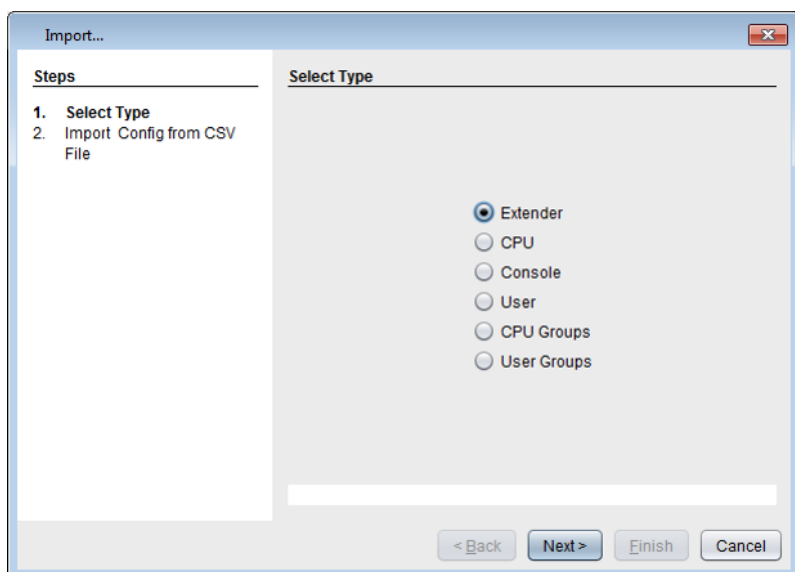 Import...
Steps
1. Select Type
2. Import Config from CSV
File
Select Type
Extender
CPU
Console
User
CPU Groups
User Groups
< Back
Next >
Finish
Cancel